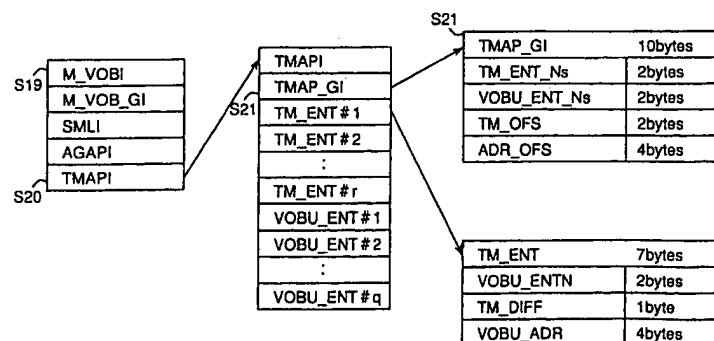 S19
M_VOBI
M_VOB_GI
SMLI
AGAPI
S20
TMAPI
TMAPI
TMAP_GI
S21
TM_ENT#1
TM_ENT#2
:
TM_ENT#r
VOBU_ENT#1
VOBU_ENT#2
:
VOBU_ENT#q
S21
TMAP_GI 10bytes
TM_ENT_Ns 2bytes
VOBU_ENT_Ns 2bytes
TM_OFS 2bytes
ADR_OFS 4bytes
TM_ENT 7bytes
VOBU_ENTN 2bytes
TM_DIFF 1byte
VOBU_ADR 4bytes